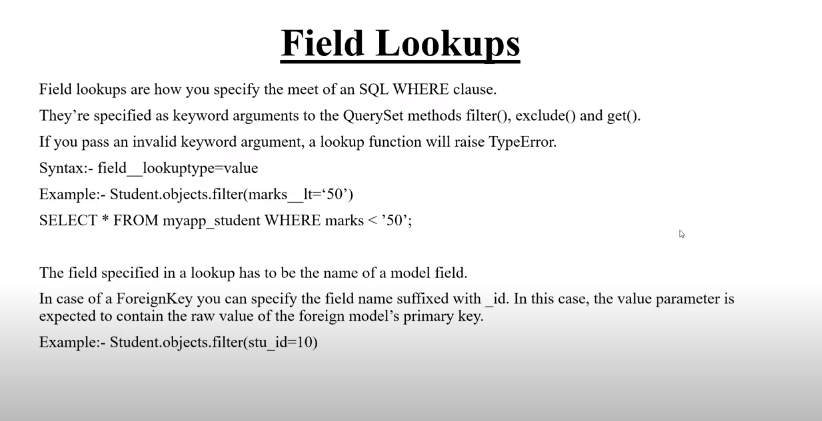 Field Lookups
Field lookups are how you specify the meet of an SQL WHERE clause.
They're specified as keyword arguments to the QuerySet methods filter(), exclude() and get().
If you pass an invalid keyword argument, a lookup function will raise TypeError.
Syntax:- field__lookuptype=value
Example:- Student.objects.filter(marks__lt=‘50’)
SELECT * FROM myapp_student WHERE marks < ’50’;
The field specified in a lookup has to be the name of a model field.
In case of a ForeignKey you can specify the field name suffixed with _id. In this case, the value parameter is
expected to contain the raw value of the foreign model’s primary key.
Example:- Student.objects.filter(stu_id=10)